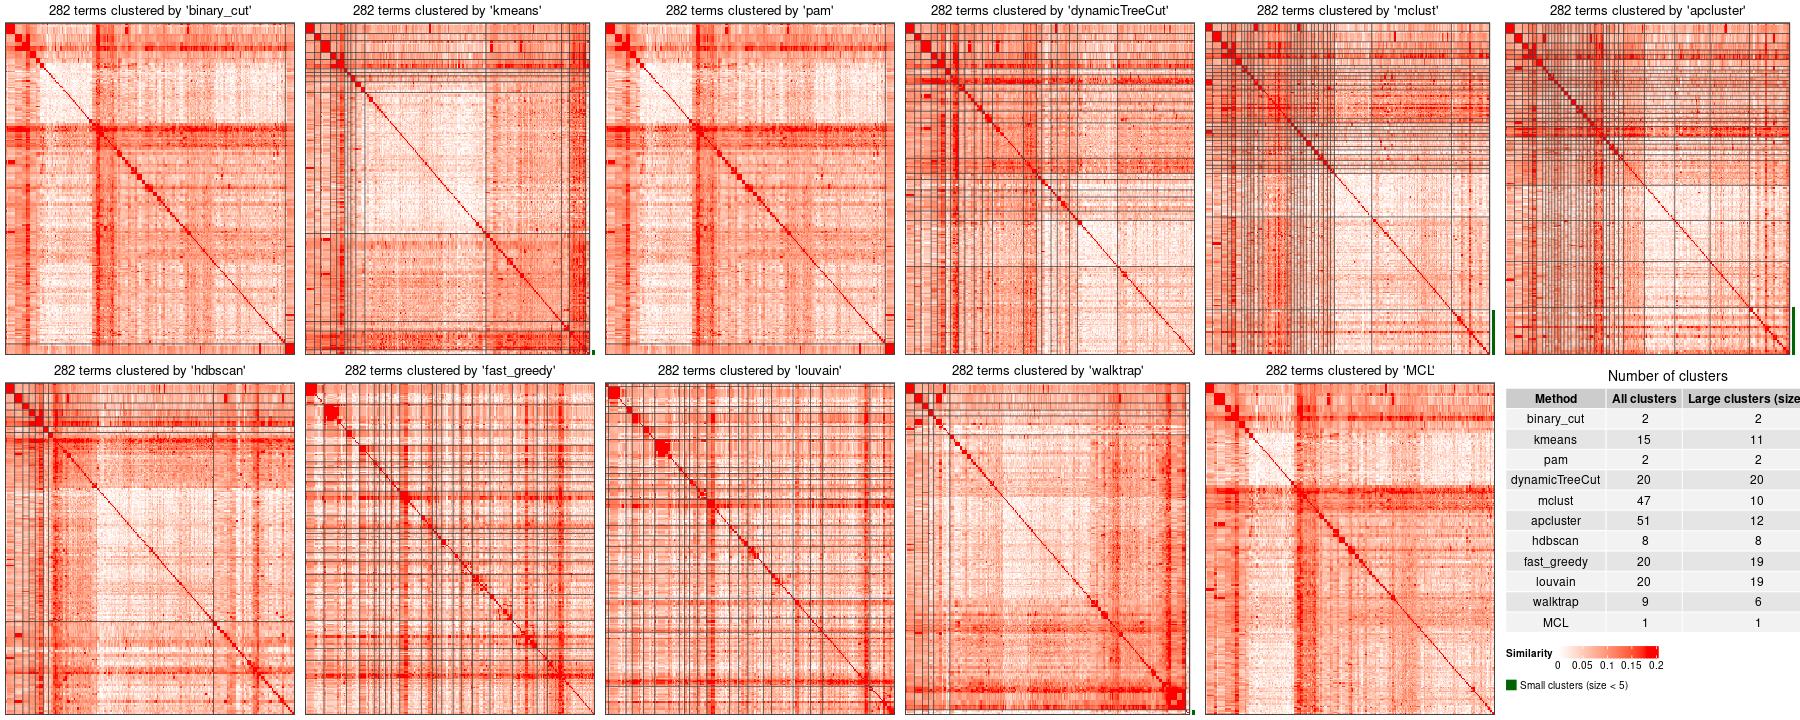 282 terms clustered by 'binary_cut'
282 terms clustered by 'kmeans'
282 terms clustered by 'pam'
282 terms clustered by 'dynamicTreeCut'
282 terms clustered by 'mclust'
282 terms clustered by 'apcluster'
282 terms clustered by 'hdbscan'
282 terms clustered by 'fast_greedy'
282 terms clustered by 'louvain'
282 terms clustered by 'walktrap'
282 terms clustered by 'MCL'
Number of clusters
Method All clusters Large clusters (size
binary_cut 2 2
kmeans 15 11
pam 2 2
dynamicTreeCut 20 20
mclust 47 10
apcluster 51 12
hdbscan 8 8
fast_greedy 20 19
louvain 20 19
walktrap 9 6
MCL 1 1
Similarity
0 0.05 0.1 0.15 0.2
Small clusters (size < 5)